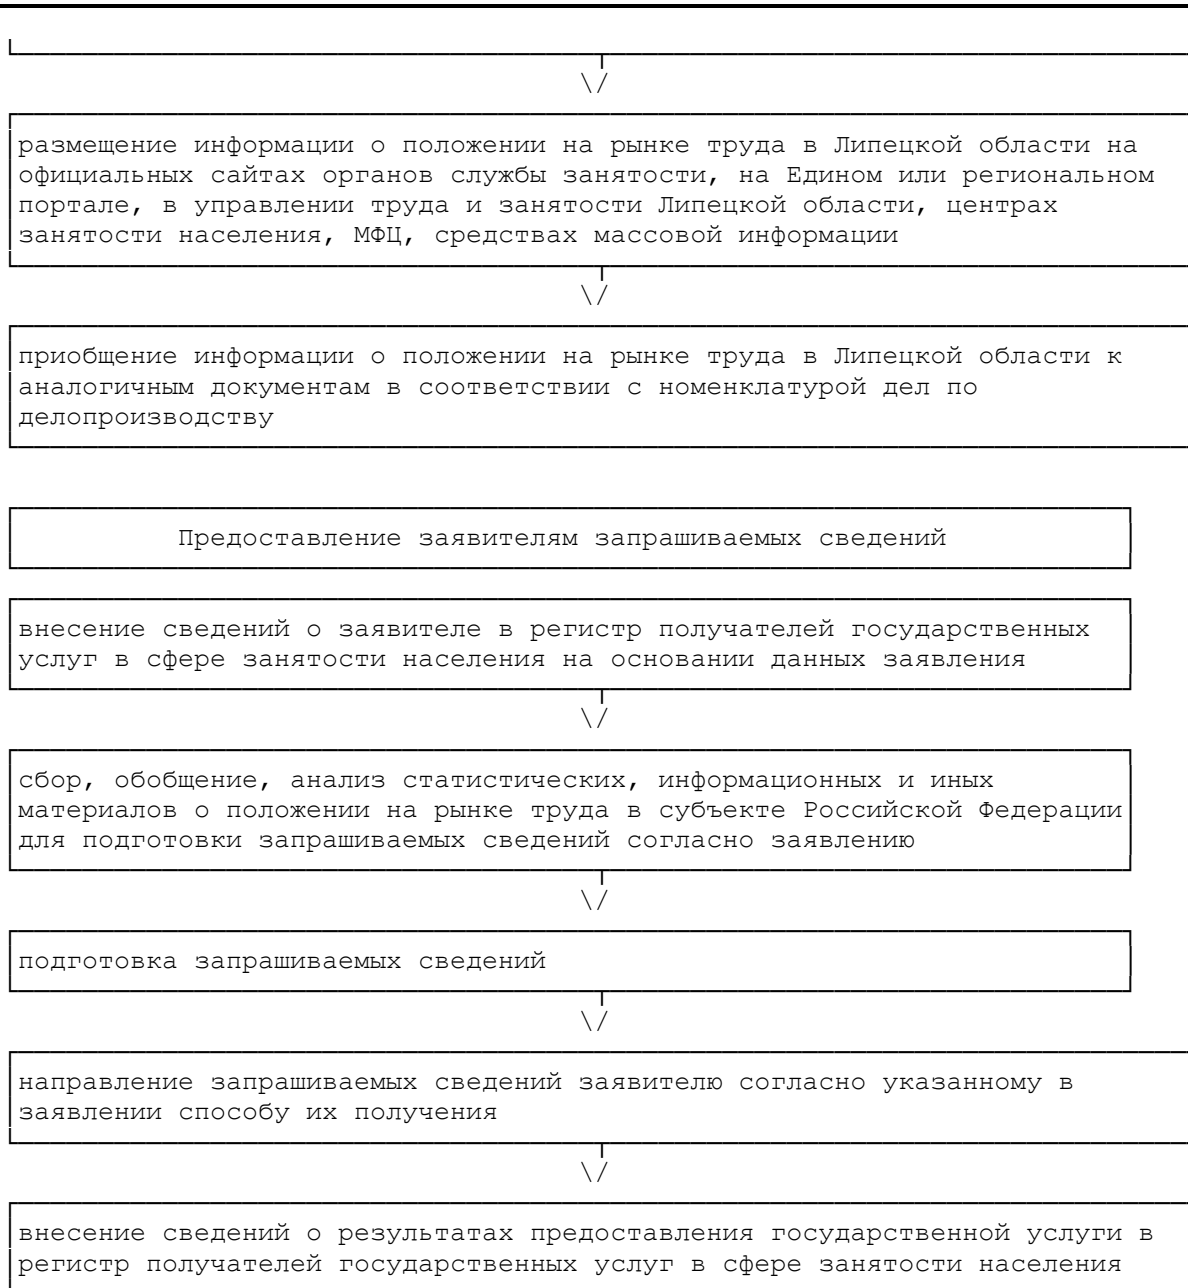 \/
размещение информации о положении на рынке труда в Липецкой области на
официальных сайтах органов службы занятости, на Едином или региональном
портале, в управлении труда и занятости Липецкой области, центрах
занятости населения, МФЦ, средствах массовой информации
\/
приобщение информации о положении на рынке труда в Липецкой области к
аналогичным документам в соответствии с номенклатурой дел по
делопроизводству
Предоставление заявителям запрашиваемых сведений
внесение сведений о заявителе в регистр получателей государственных
услуг в сфере занятости населения на основании данных заявления
\/
сбор, обобщение, анализ статистических, информационных и иных
материалов о положении на рынке труда в субъекте Российской Федерации
для подготовки запрашиваемых сведений согласно заявлению
\/
подготовка запрашиваемых сведений
\/
направление запрашиваемых сведений заявителю согласно указанному в
заявлении способу их получения
\/
внесение сведений о результатах предоставления государственной услуги в
регистр получателей государственных услуг в сфере занятости населения